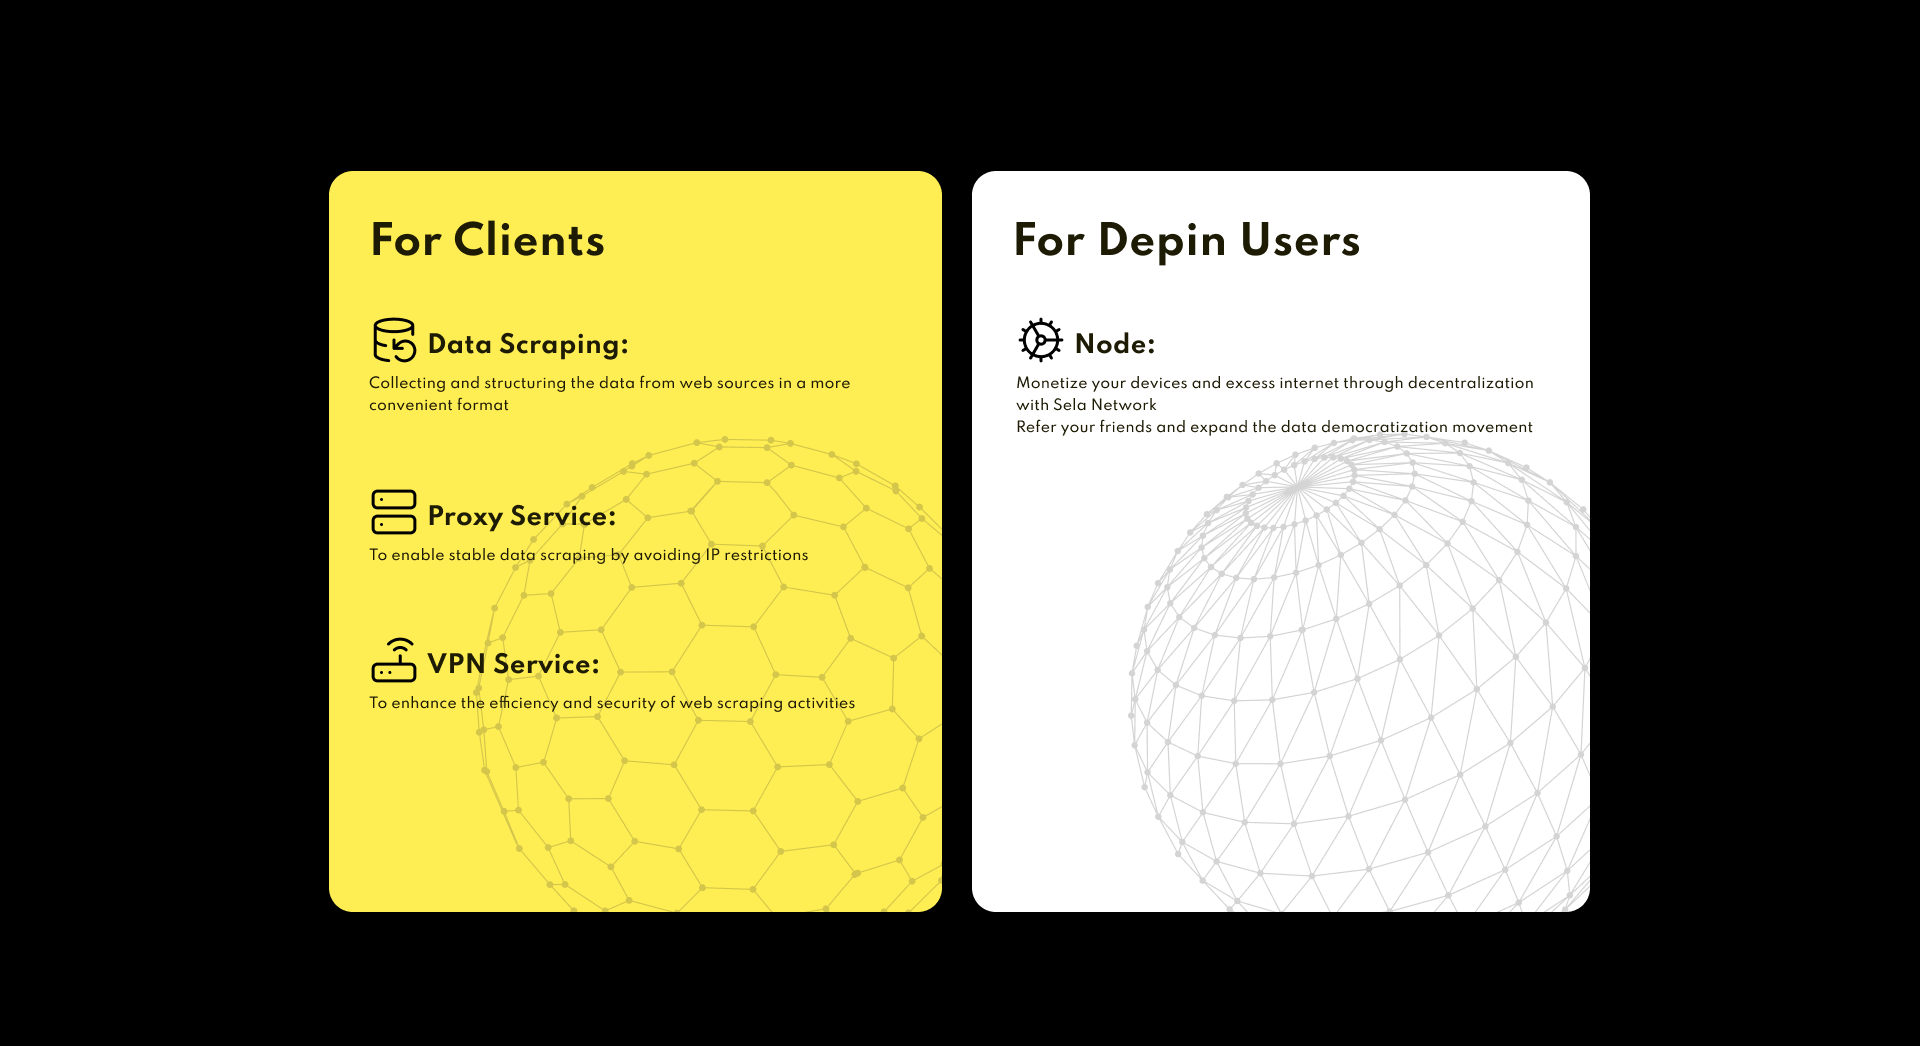 For Clients
Data Scraping:
Collecting and structuring the data from web sources in a more
convenient format
Proxy Service:
To enable stable data scraping by avoiding IP restrictions
VPN Service:
To enhance the efficiency and security of web scraping activities
For Depin Users
Node:
Monetize your devices and excess internet through decentralization
with Sela Network
Refer your friends and expand the data democratization movement